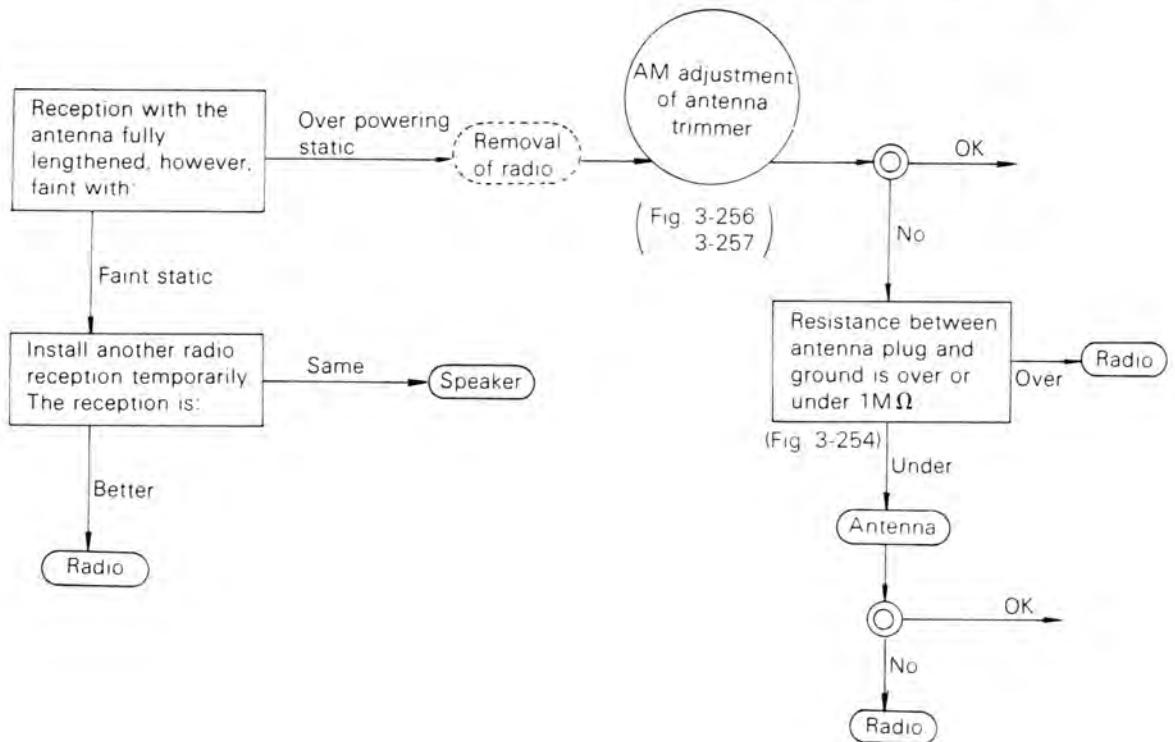 Reception with the
antenna fully
lengthened, however,
faint with:
Over powering
static
Removal
of radio
AM adjustment
of antenna
trimmer
(Fig. 3-256
3-257)
OK
No
Faint static
Install another radio
reception temporarily.
The reception is:
Same
Speaker
Better
Radio
Resistance between
antenna plug and
ground is over or
under 1MΩ
Over
Radio
(Fig. 3-254)
Under
Antenna
OK
No
Radio